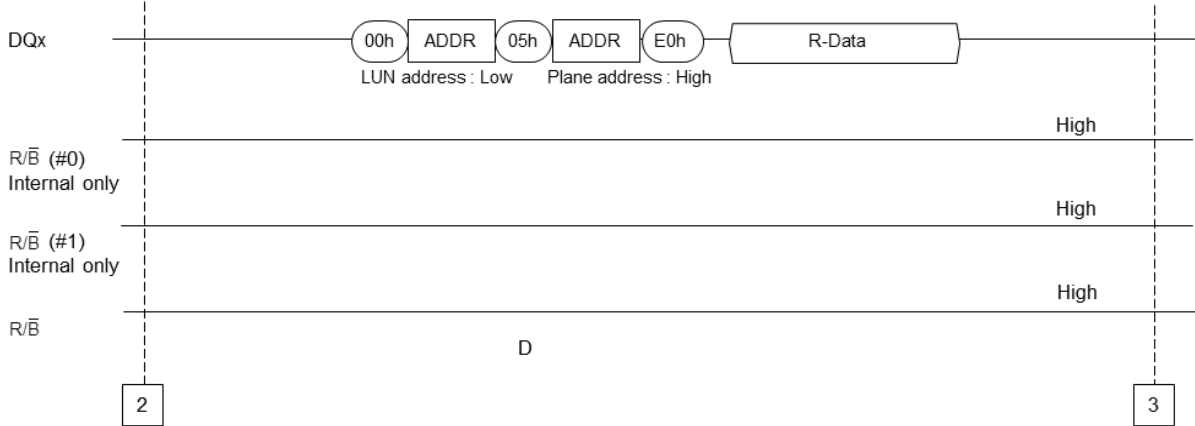 DQx 00h ADDR 05h ADDR E0h R-Data
LUN address : Low Plane address : High
High
R/B̅ (#0)
Internal only
High
R/B̅ (#1)
Internal only
High
R/B̅
D
2 3